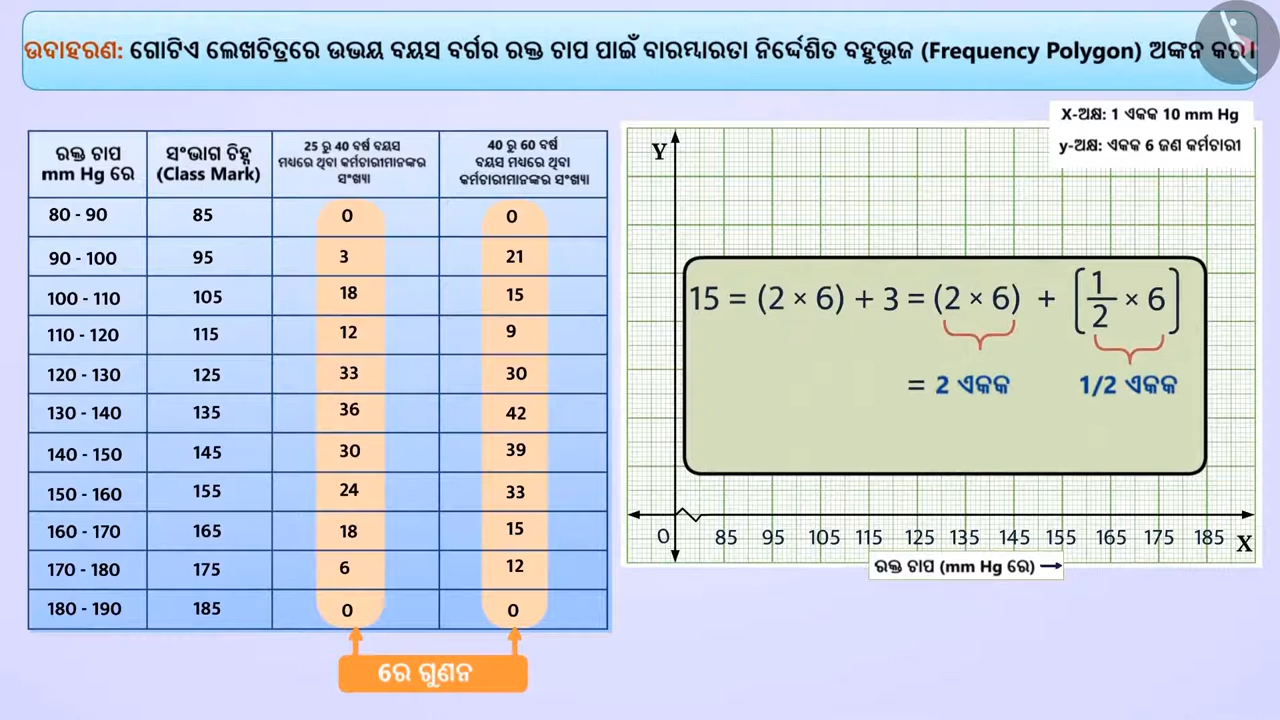 ଉଦାହରଣ: ଗୋଟିଏ ଲେଖଚିତ୍ରରେ ଉଭୟ ବୟସ ବର୍ଗର ରକ୍ତ ଚାପ ପାଇଁ ବାରମ୍ବାରତା ନିର୍ଦ୍ଦେଶିତ ବହୁଭୂଜ (Frequency Polygon) ଅଙ୍କନ କର।
ରକ୍ତ ଚାପ
mm Hg ରେ
ସଂଭାଗ ଚିହ୍ନ
(Class Mark)
25 ରୁ 40 ବର୍ଷ ବୟସ
ମଧ୍ୟରେ ଥିବା କର୍ମଚାରୀମାନଙ୍କର
ସଂଖ୍ୟା
40 ରୁ 60 ବର୍ଷ
ବୟସ ମଧ୍ୟରେ ଥିବା
କର୍ମଚାରୀମାନଙ୍କର ସଂଖ୍ୟା
80 - 90 85 0 0
90 - 100 95 3 21
100 - 110 105 18 15
110 - 120 115 12 9
120 - 130 125 33 30
130 - 140 135 36 42
140 - 150 145 30 39
150 - 160 155 24 33
160 - 170 165 18 15
170 - 180 175 6 12
180 - 190 185 0 0
6ରେ ଗୁଣନ
X-ଅକ୍ଷ: 1 ଏକକ 10 mm Hg
y-ଅକ୍ଷ: ଏକକ 6 ଜଣ କର୍ମଚାରୀ
Y
15 = (2 × 6) + 3 = (2 × 6) + [1/2 × 6]
= 2 ଏକକ 1/2 ଏକକ
0 85 95 105 115 125 135 145 155 165 175 185 X
ରକ୍ତ ଚାପ (mm Hg ରେ)